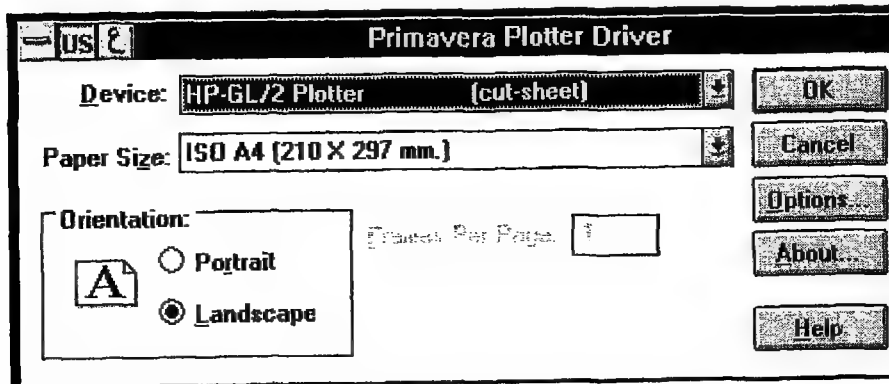 US ع Primavera Plotter Driver
Device: HP-GL/2 Plotter (cut-sheet) OK
Paper Size: ISO A4 (210 X 297 mm.) Cancel
Options...
Orientation: Frames Per Page: 1
Portrait About...
A
Landscape Help